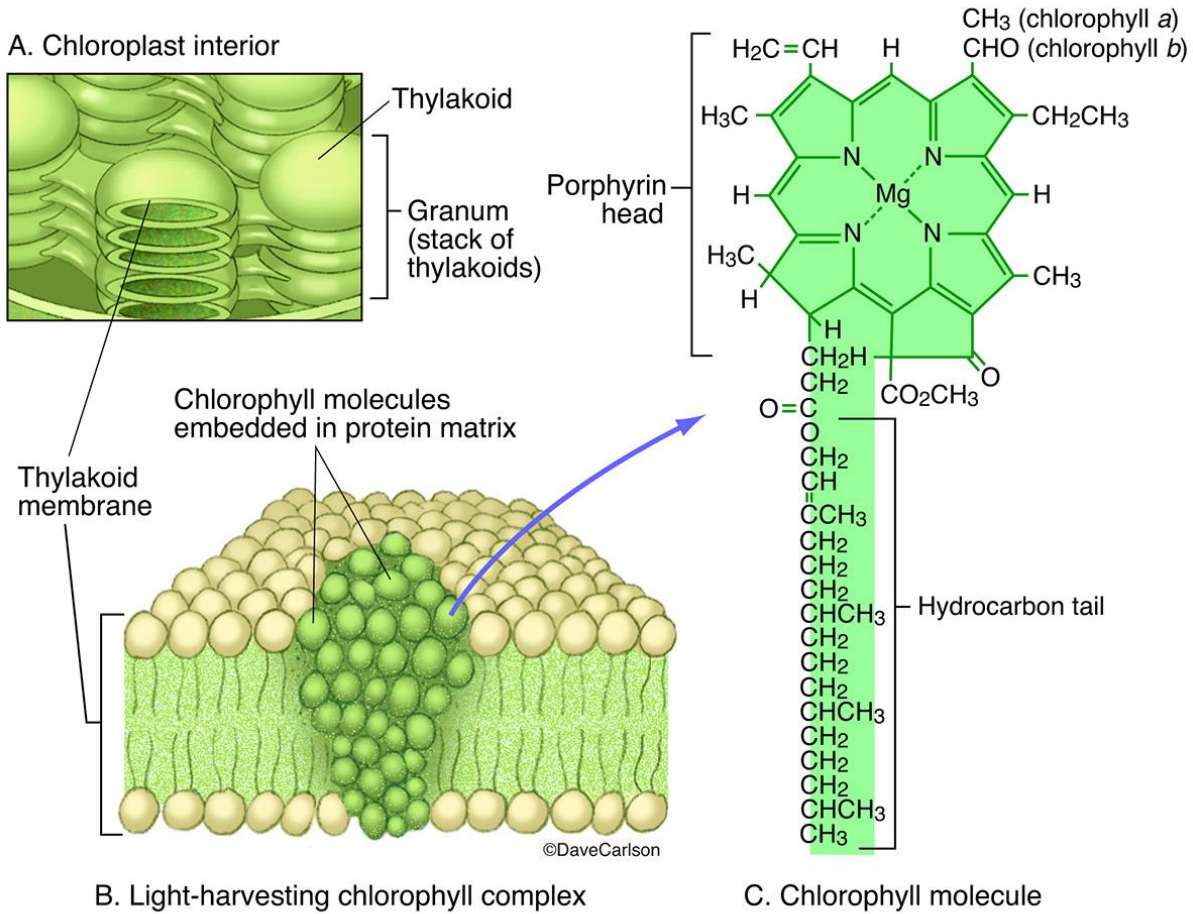 A. Chloroplast interior
Thylakoid
Granum
(stack of
thylakoids)
Thylakoid
membrane
Chlorophyll molecules
embedded in protein matrix
©DaveCarlson
B. Light-harvesting chlorophyll complex
CH3 (chlorophyll a)
H2C=CH
H
CHO (chlorophyll b)
H3C
CH2CH3
N
N
Porphyrin
head
H
Mg
H
N
N
H3C
H
CH3
H
CH2H
O
CH2
CO2CH3
O=C
O
CH2
CH
CCH3
CH2
CH2
CH2
CHCH3
Hydrocarbon tail
CH2
CH2
CH2
CHCH3
CH2
CH2
CH2
CHCH3
CH3
C. Chlorophyll molecule